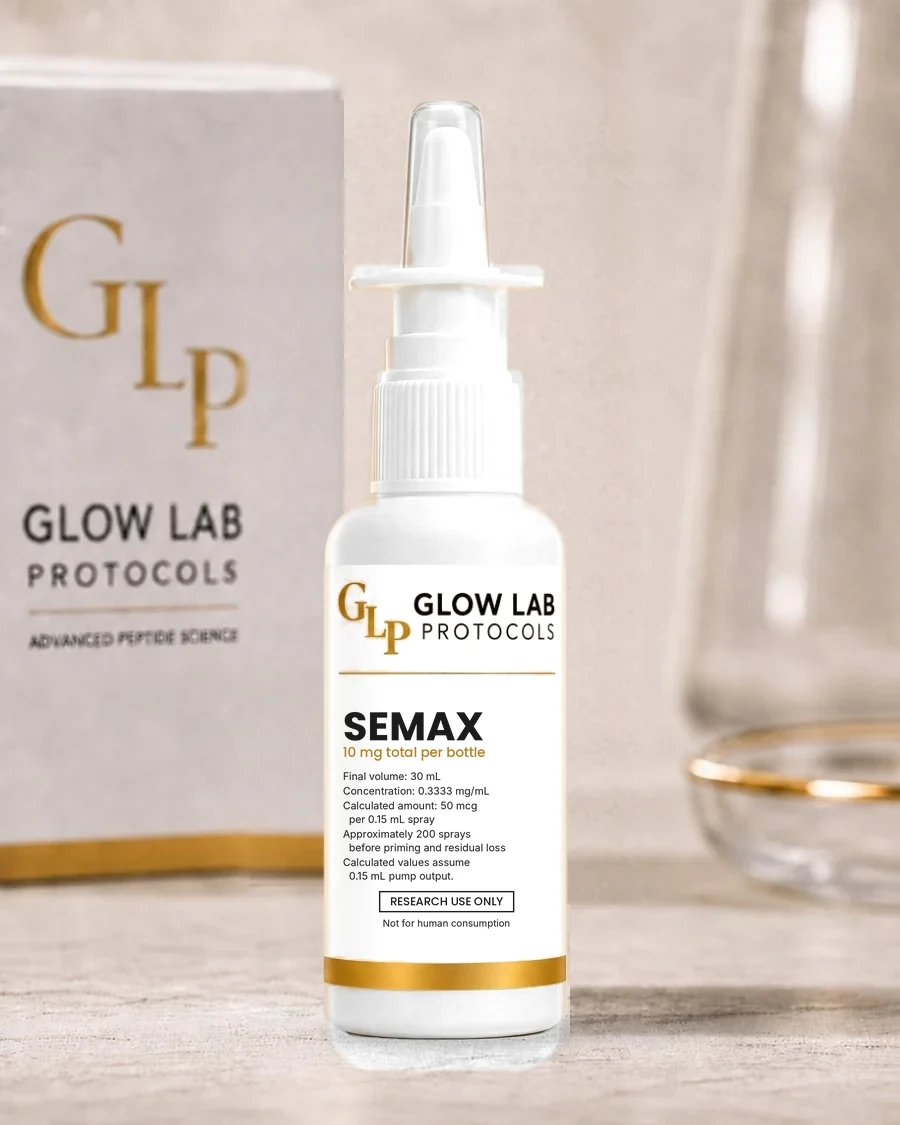 GLP
GLOW LAB
PROTOCOLS
ADVANCED PEPTIDE SCIENCE
GLP
GLOW LAB
PROTOCOLS
SEMAX
10 mg total per bottle
Final volume: 30 mL
Concentration: 0.3333 mg/mL
Calculated amount: 50 mcg
per 0.15 mL spray
Approximately 200 sprays
before priming and residual loss
Calculated values assume
0.15 mL pump output.
RESEARCH USE ONLY
Not for human consumption